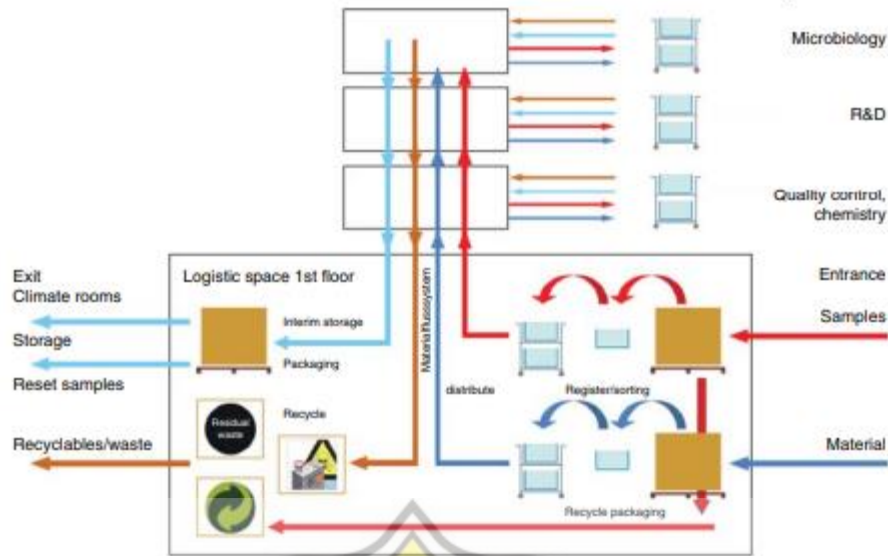 Microbiology
R&D
Quality control,
chemistry
Exit
Climate rooms
Storage
Reset samples
Recyclables/waste
Logistic space 1st floor
Interim storage
Packaging
Recycle
Residual
waste
Materialflusssystem
distribute
Register/sorting
Recycle packaging
Entrance
Samples
Material